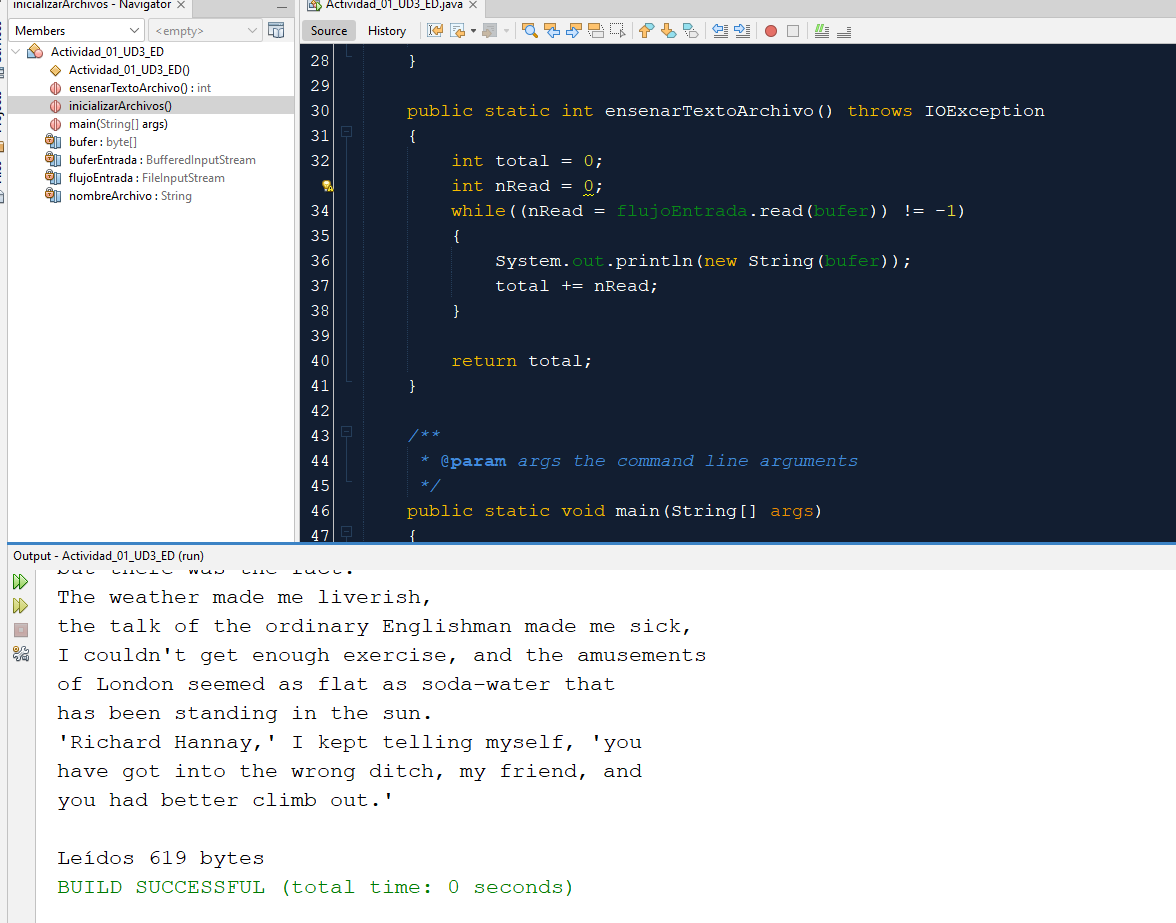 inicializarArchivos - Navigator ×
Members
<empty>
Actividad_01_UD3_ED
Actividad_01_UD3_ED()
ensenarTextoArchivo() : int
inicializarArchivos()
main(String[] args)
bufer : byte[]
buferEntrada : BufferedInputStream
flujoEntrada : FileInputStream
nombreArchivo : String
Actividad_01_UD3_ED.java ×
Source History
28 }
29
30 public static int ensenarTextoArchivo() throws IOException
31 {
32 int total = 0;
int nRead = 0;
34 while((nRead = flujoEntrada.read(bufer)) != -1)
35 {
36 System.out.println(new String(bufer));
37 total += nRead;
38 }
39
40 return total;
41 }
42
43 /**
44 * @param args the command line arguments
45 */
46 public static void main(String[] args)
47 {
Output - Actividad_01_UD3_ED (run)
but there was the fact.
The weather made me liverish,
the talk of the ordinary Englishman made me sick,
I couldn't get enough exercise, and the amusements
of London seemed as flat as soda-water that
has been standing in the sun.
'Richard Hannay,' I kept telling myself, 'you
have got into the wrong ditch, my friend, and
you had better climb out.'
Leídos 619 bytes
BUILD SUCCESSFUL (total time: 0 seconds)